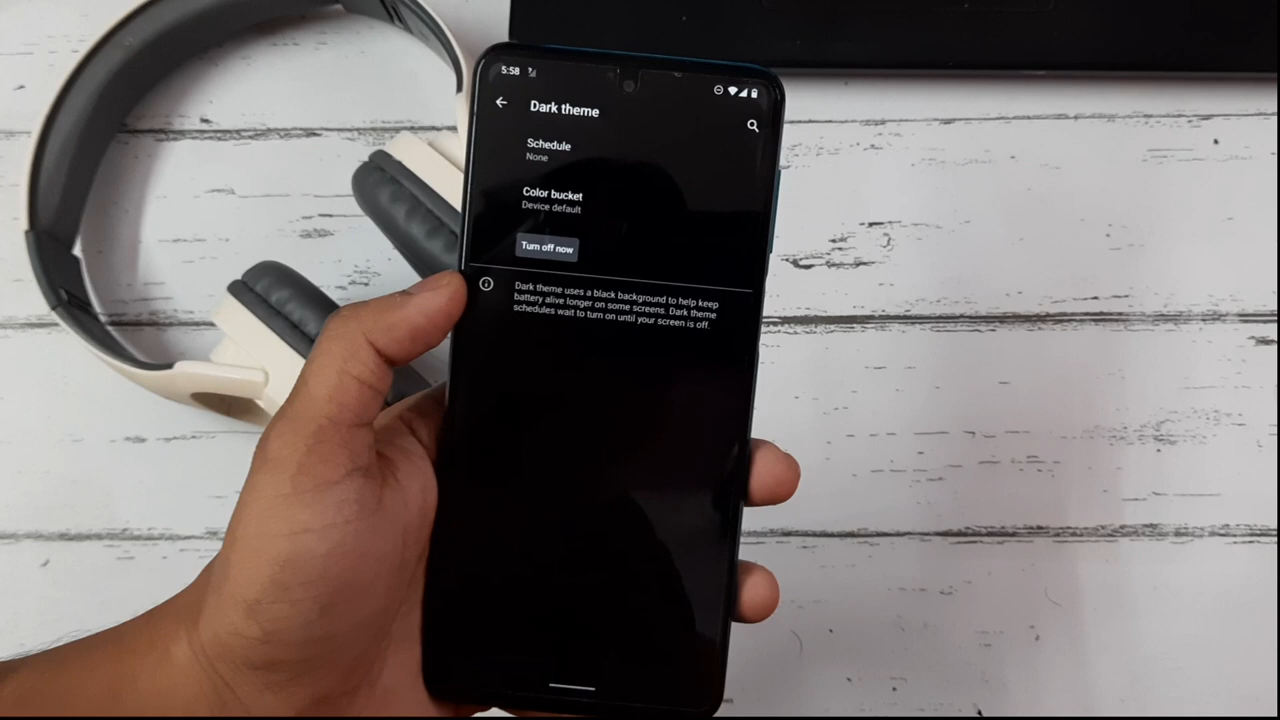 5:58
Dark theme
Schedule
None
Color bucket
Device default
Turn off now
Dark theme uses a black background to help keep
battery alive longer on some screens. Dark theme
schedules wait to turn on until your screen is off.